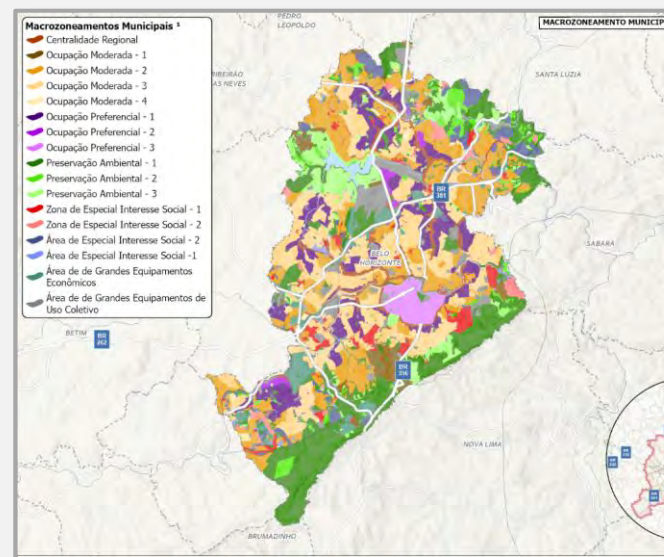 Macrozoneamentos Municipais ¹
Centralidade Regional
Ocupação Moderada - 1
Ocupação Moderada - 2
Ocupação Moderada - 3
Ocupação Moderada - 4
Ocupação Preferencial - 1
Ocupação Preferencial - 2
Ocupação Preferencial - 3
Preservação Ambiental - 1
Preservação Ambiental - 2
Preservação Ambiental - 3
Zona de Especial Interesse Social - 1
Zona de Especial Interesse Social - 2
Área de Especial Interesse Social - 2
Área de Especial Interesse Social -1
Área de de Grandes Equipamentos
Econômicos
Área de de Grandes Equipamentos de
Uso Coletivo
MACROZONEAMENTO MUNICIP
PEDRO
LEOPOLDO
RIBEIRÃO
AS NEVES
SANTA LUZIA
BR
381
SABARÁ
BELO
HORIZONTE
BETIM
BR
262
BR
356
NOVA LIMA
BRUMADINHO